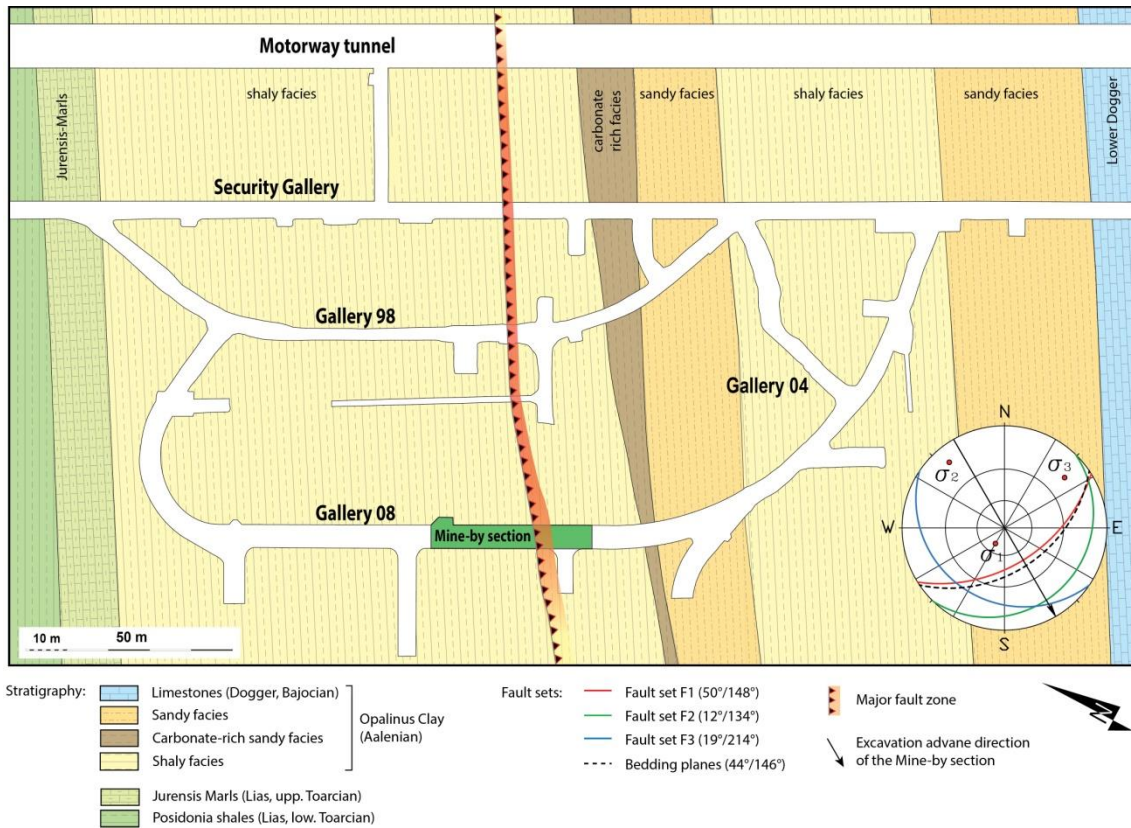 Motorway tunnel
Jurensis-Marls
shaly facies
carbonate
rich facies
sandy facies
shaly facies
sandy facies
Lower Dogger
Security Gallery
Gallery 98
Gallery 04
N
σ2
σ3
Gallery 08
Mine-by section
W
E
σ1
S
10 m
50 m
Stratigraphy:
Limestones (Dogger, Bajocian)
Sandy facies
Carbonate-rich sandy facies
Shaly facies
Opalinus Clay
(Aalenian)
Jurensis Marls (Lias, upp. Toarcian)
Posidonia shales (Lias, low. Toarcian)
Fault sets:
Fault set F1 (50°/148°)
Fault set F2 (12°/134°)
Fault set F3 (19°/214°)
Bedding planes (44°/146°)
Major fault zone
Excavation advane direction
of the Mine-by section
N